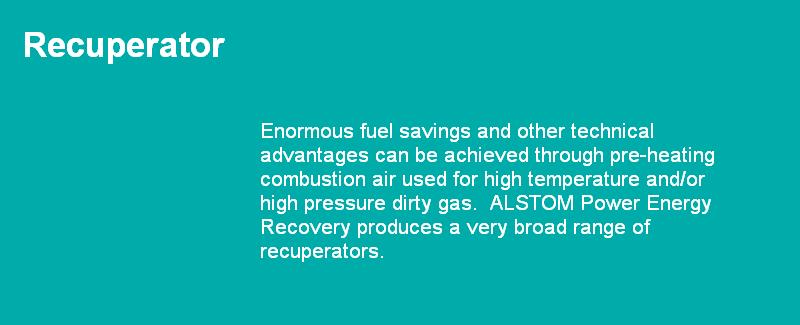 Recuperator
Enormous fuel savings and other technical
advantages can be achieved through pre-heating
combustion air used for high temperature and/or
high pressure dirty gas.  ALSTOM Power Energy
Recovery produces a very broad range of
recuperators.